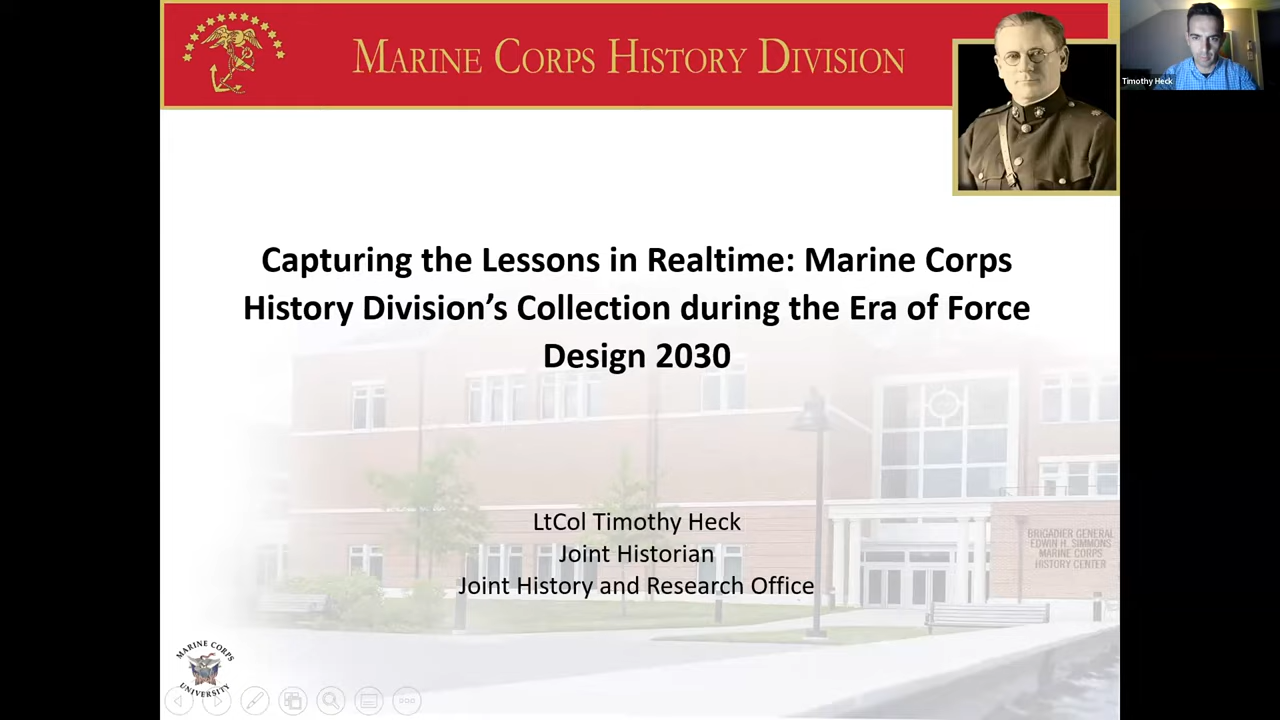 MARINE CORPS HISTORY DIVISION
Timothy Heck
Capturing the Lessons in Realtime: Marine Corps
History Division’s Collection during the Era of Force
Design 2030
LtCol Timothy Heck
Joint Historian
Joint History and Research Office
BRIGADIER GENERAL
EDWIN H. SIMMONS
MARINE CORPS
HISTORY CENTER
MARINE CORPS
UNIVERSITY